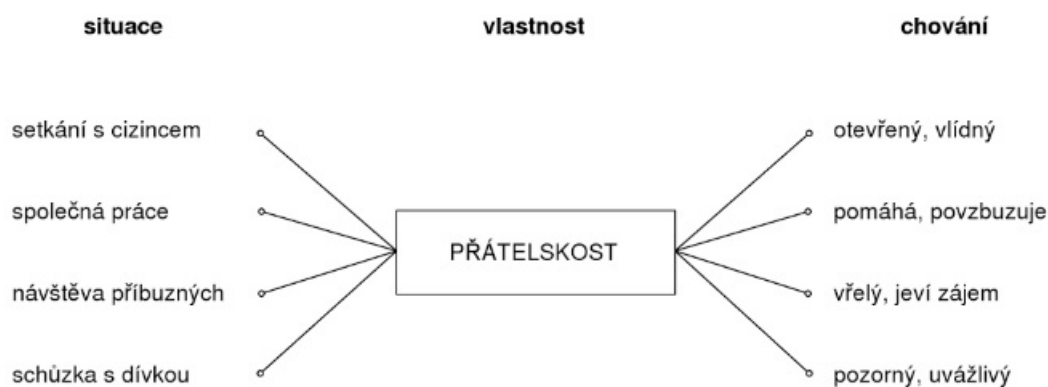 situace vlastnost chování
setkání s cizincem otevřený, vlídný
společná práce pomáhá, povzbuzuje
PŘÁTELSKOST
návštěva příbuzných vřelý, jeví zájem
schůzka s dívkou pozorný, uvážlivý